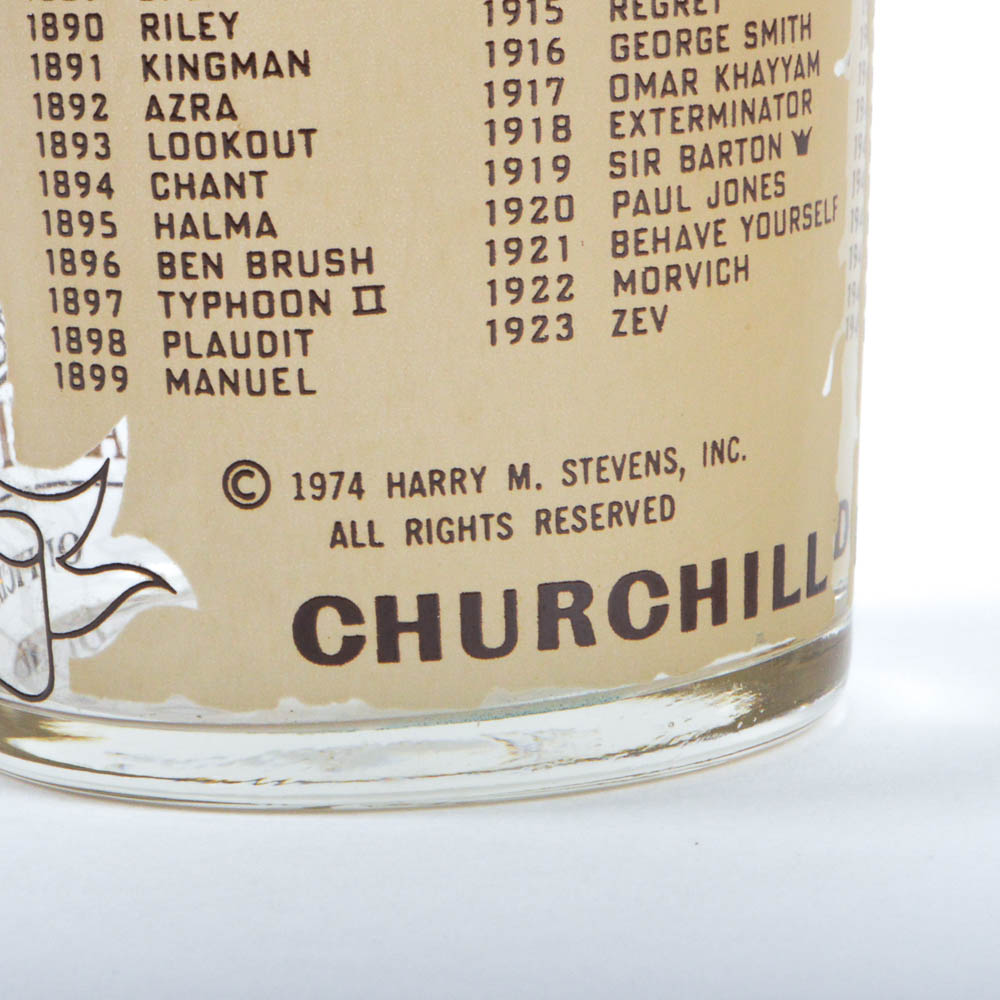 1890 RILEY
1891 KINGMAN
1892 AZRA
1893 LOOKOUT
1894 CHANT
1895 HALMA
1896 BEN BRUSH
1897 TYPHOON II
1898 PLAUDIT
1899 MANUEL
1915 REGRET
1916 GEORGE SMITH
1917 OMAR KHAYYAM
1918 EXTERMINATOR
1919 SIR BARTON
1920 PAUL JONES
1921 BEHAVE YOURSELF
1922 MORVICH
1923 ZEV
© 1974 HARRY M. STEVENS, INC.
ALL RIGHTS RESERVED
CHURCHILL D